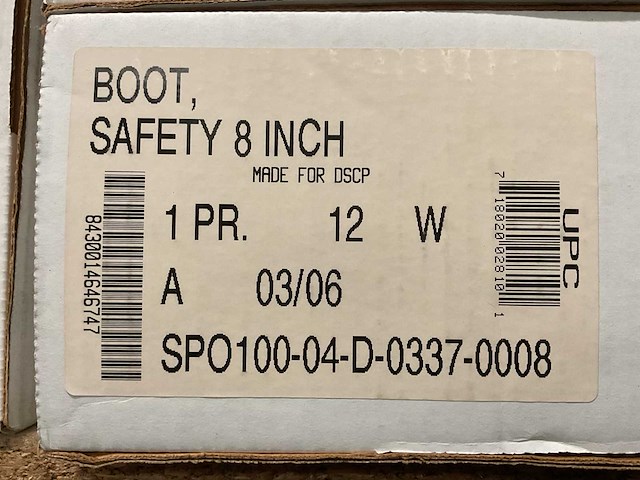 BOOT,
SAFETY 8 INCH
MADE FOR DSCP
1 PR. 12 W
A 03/06
SPO100-04-D-0337-0008
8430014646747
7 18020 02810 1
UPC